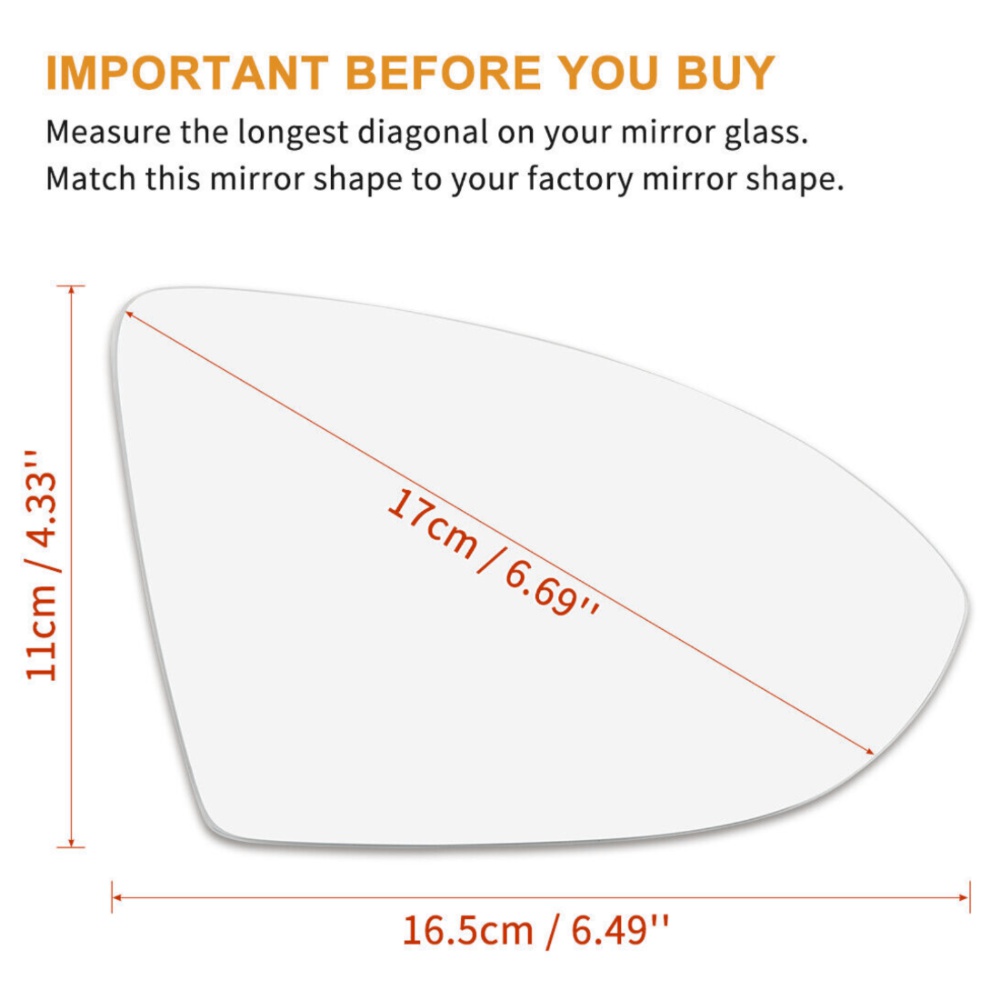 IMPORTANT BEFORE YOU BUY
Measure the longest diagonal on your mirror glass.
Match this mirror shape to your factory mirror shape.
11cm / 4.33''
17cm / 6.69''
16.5cm / 6.49''